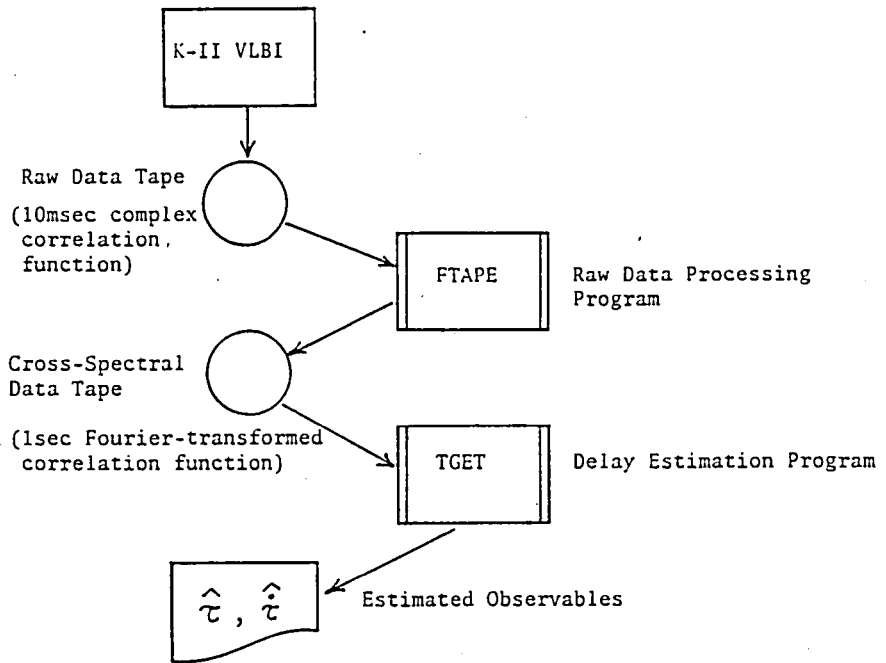 K-II VLBI
Raw Data Tape
(10msec complex
correlation.
function)
FTAPE
Raw Data Processing
Program
Cross-Spectral
Data Tape
(1sec Fourier-transformed
correlation function)
TGET
Delay Estimation Program
τ̂ , τ̇̂
Estimated Observables